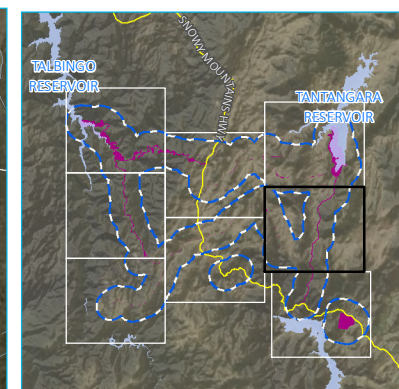 SNOWY MOUNTAINS HWY
TALBINGO
RESERVOIR
TANTANGARA
RESERVOIR